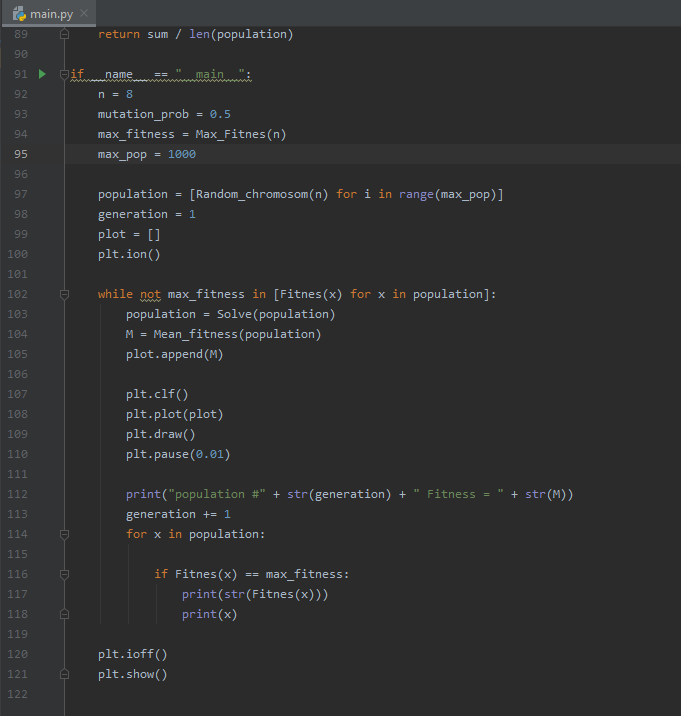 main.py
89 return sum / len(population)
90
91 if __name__ == "__main__":
92 n = 8
93 mutation_prob = 0.5
94 max_fitness = Max_Fitnes(n)
95 max_pop = 1000
96
97 population = [Random_chromosom(n) for i in range(max_pop)]
98 generation = 1
99 plot = []
100 plt.ion()
101
102 while not max_fitness in [Fitnes(x) for x in population]:
103 population = Solve(population)
104 M = Mean_fitness(population)
105 plot.append(M)
106
107 plt.clf()
108 plt.plot(plot)
109 plt.draw()
110 plt.pause(0.01)
111
112 print("population #" + str(generation) + " Fitness = " + str(M))
113 generation += 1
114 for x in population:
115
116 if Fitnes(x) == max_fitness:
117 print(str(Fitnes(x)))
118 print(x)
119
120 plt.ioff()
121 plt.show()
122